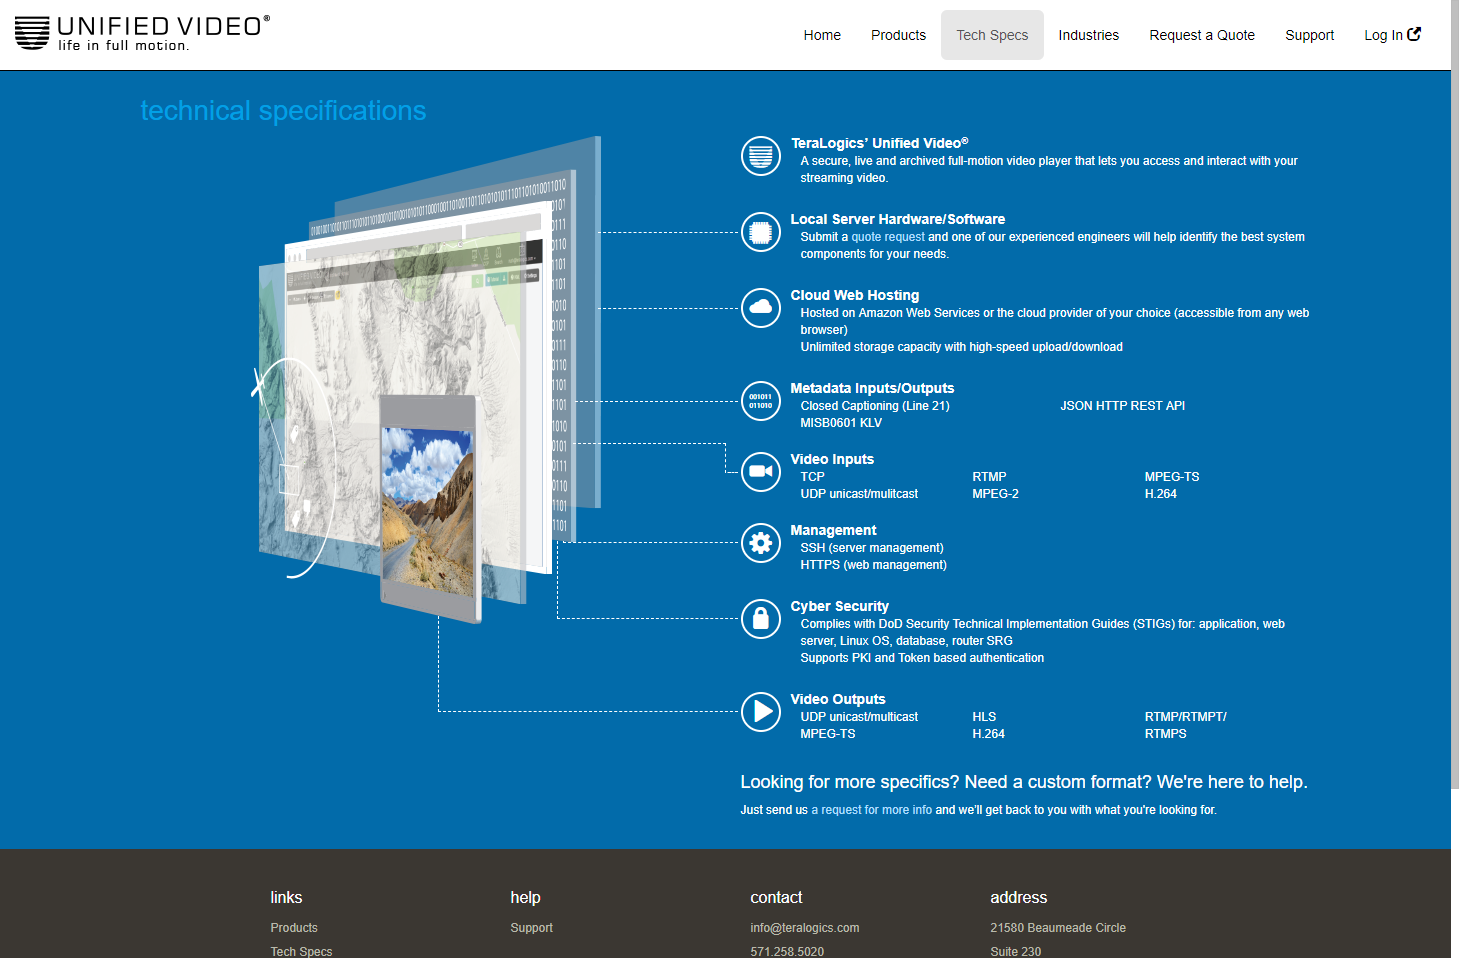 UNIFIED VIDEO®
life in full motion.
Home Products Tech Specs Industries Request a Quote Support Log In
technical specifications
TeraLogics’ Unified Video®
A secure, live and archived full-motion video player that lets you access and interact with your
streaming video.
Local Server Hardware/Software
Submit a quote request and one of our experienced engineers will help identify the best system
components for your needs.
Cloud Web Hosting
Hosted on Amazon Web Services or the cloud provider of your choice (accessible from any web
browser)
Unlimited storage capacity with high-speed upload/download
001011
011010
Metadata Inputs/Outputs
Closed Captioning (Line 21) JSON HTTP REST API
MISB0601 KLV
Video Inputs
TCP RTMP MPEG-TS
UDP unicast/mulitcast MPEG-2 H.264
Management
SSH (server management)
HTTPS (web management)
Cyber Security
Complies with DoD Security Technical Implementation Guides (STIGs) for: application, web
server, Linux OS, database, router SRG
Supports PKI and Token based authentication
Video Outputs
UDP unicast/multicast HLS RTMP/RTMPT/
MPEG-TS H.264 RTMPS
Looking for more specifics? Need a custom format? We're here to help.
Just send us a request for more info and we'll get back to you with what you're looking for.
links help contact address
Products Support info@teralogics.com 21580 Beaumeade Circle
Tech Specs 571.258.5020 Suite 230